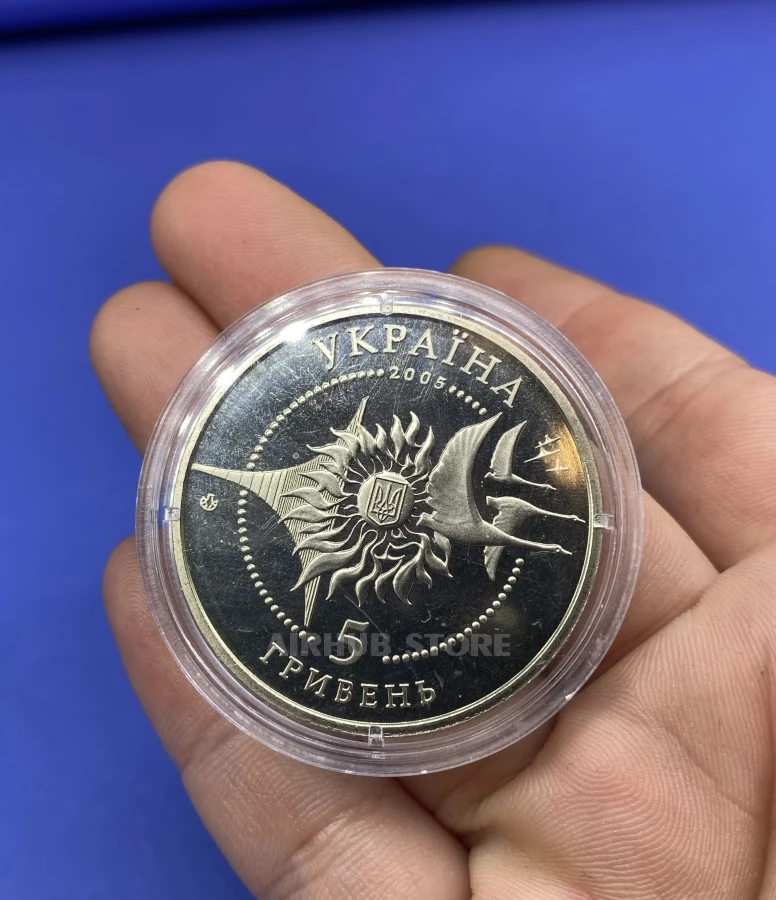 УКРАЇНА
2005
5
ГРИВЕНЬ
AIRHUB STORE